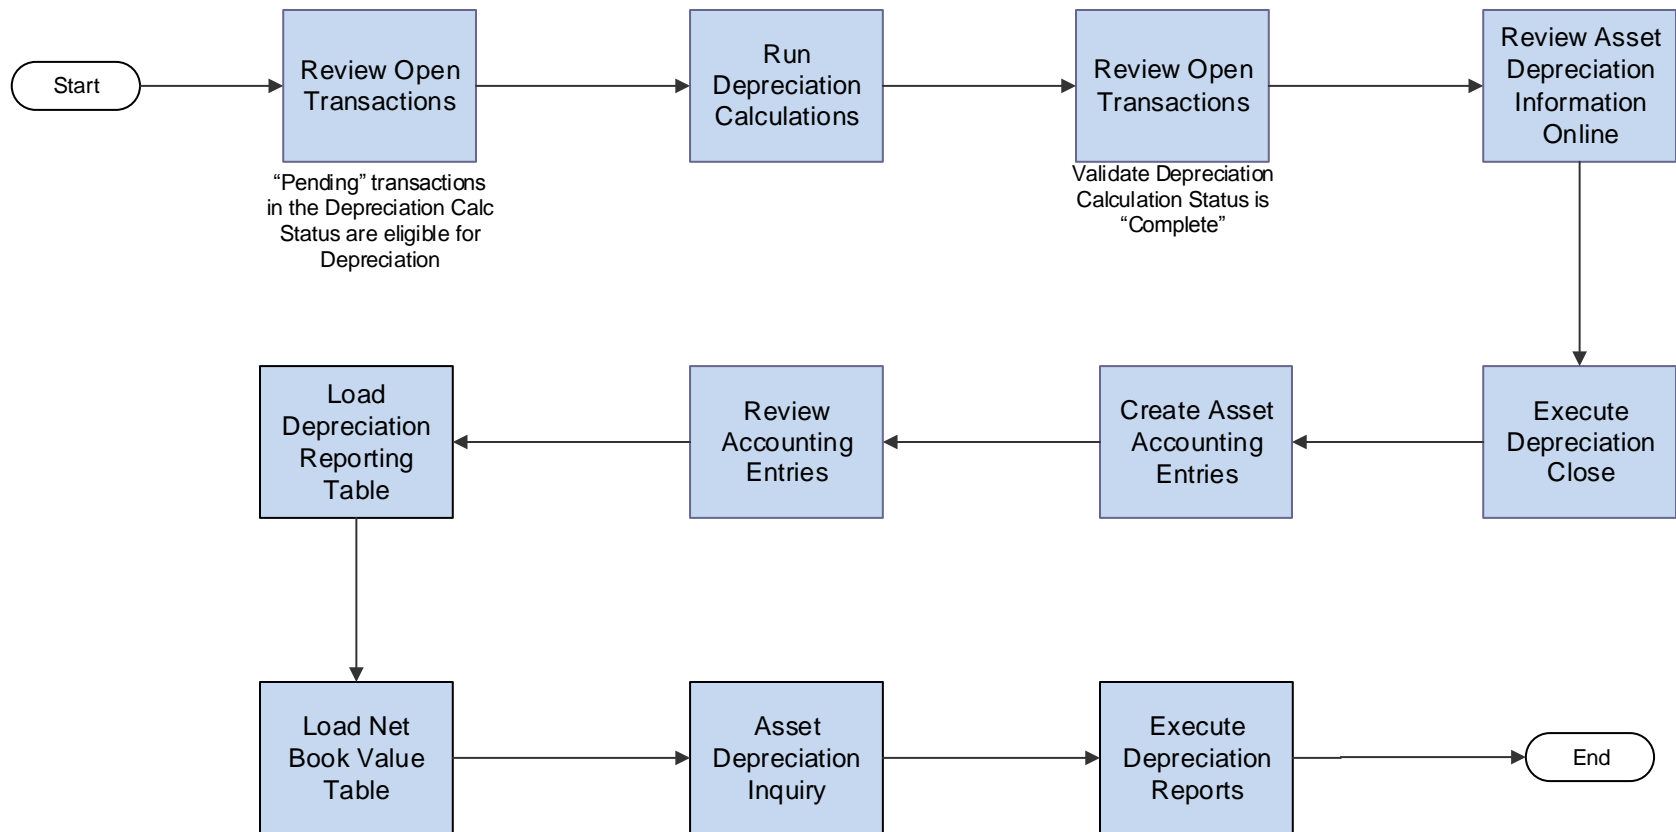 Start
Review Open
Transactions
"Pending" transactions
in the Depreciation Calc
Status are eligible for
Depreciation
Run
Depreciation
Calculations
Review Open
Transactions
Validate Depreciation
Calculation Status is
“Complete”
Review Asset
Depreciation
Information
Online
Execute
Depreciation
Close
Create Asset
Accounting
Entries
Review
Accounting
Entries
Load
Depreciation
Reporting
Table
Load Net
Book Value
Table
Asset
Depreciation
Inquiry
Execute
Depreciation
Reports
End